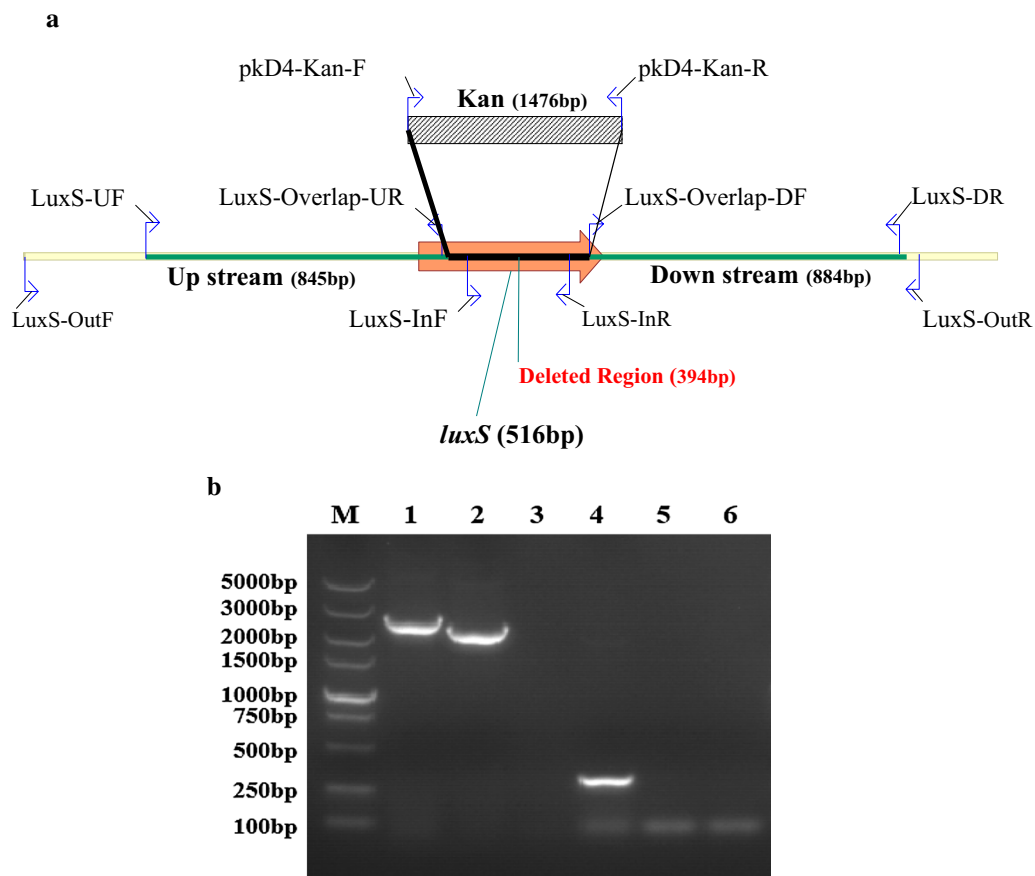 a
pkD4-Kan-F
pkD4-Kan-R
Kan (1476bp)
LuxS-UF
LuxS-Overlap-UR
LuxS-Overlap-DF
LuxS-DR
Up stream (845bp)
Down stream (884bp)
LuxS-OutF
LuxS-InF
LuxS-InR
LuxS-OutR
Deleted Region (394bp)
luxS (516bp)
b
M 1 2 3 4 5 6
5000bp
3000bp
2000bp
1500bp
1000bp
750bp
500bp
250bp
100bp